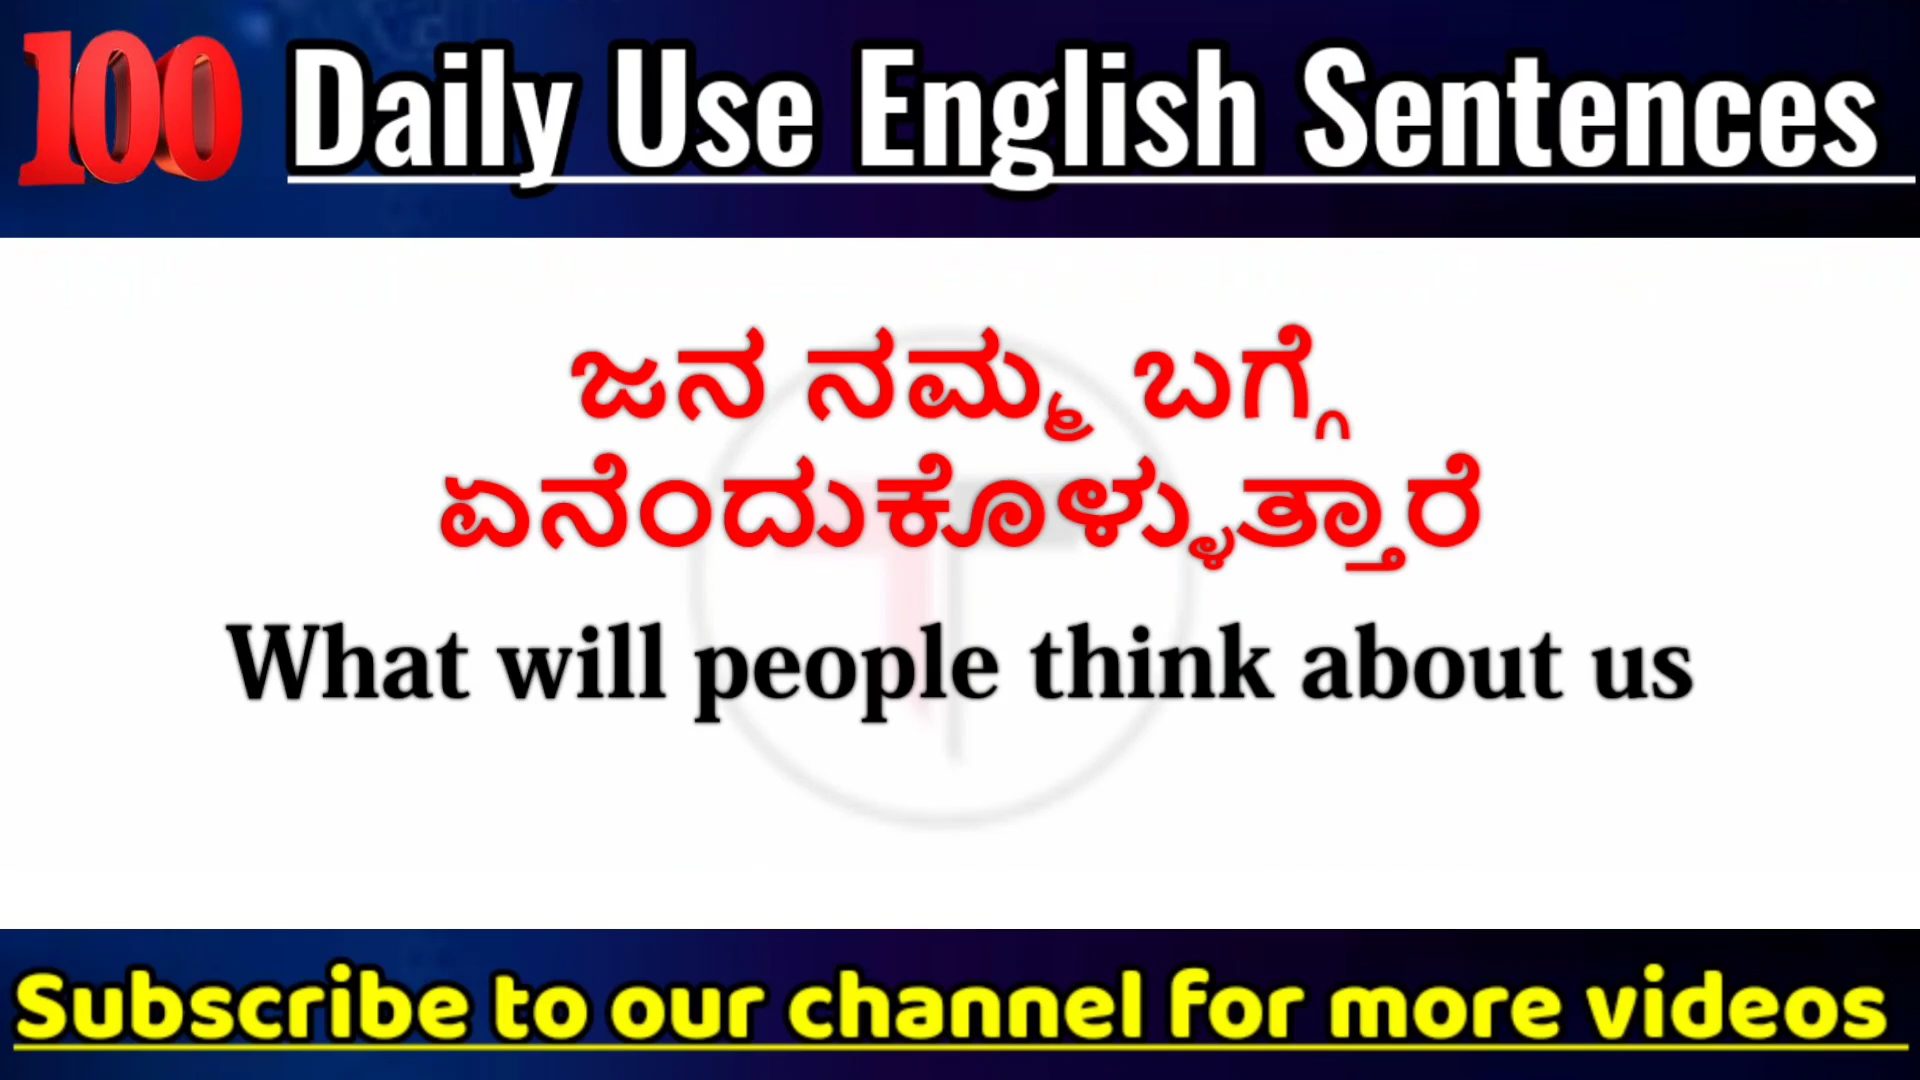 100 Daily Use English Sentences
ಜನ ನಮ್ಮ ಬಗ್ಗೆ
ಏನೆಂದುಕೊಳ್ಳುತ್ತಾರೆ
What will people think about us
Subscribe to our channel for more videos